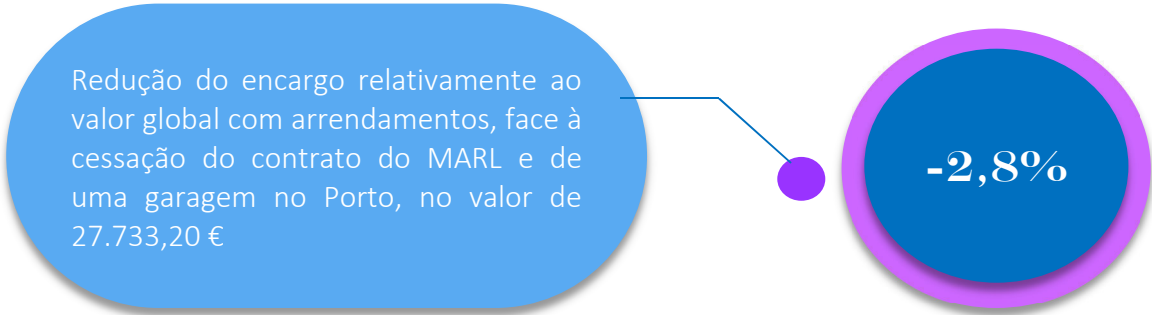 Redução do encargo relativamente ao
valor global com arrendamentos, face à
cessação do contrato do MARL e de
uma garagem no Porto, no valor de
27.733,20 €
-2,8%